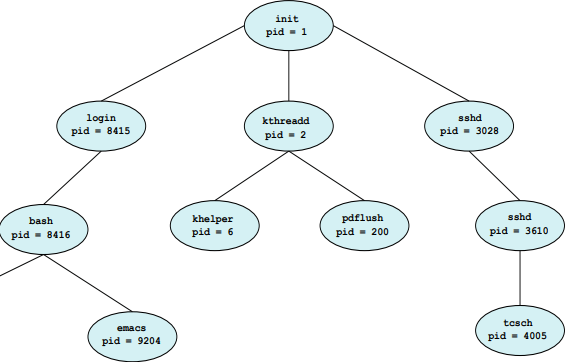 init
pid = 1
login
pid = 8415
kthreadd
pid = 2
sshd
pid = 3028
bash
pid = 8416
khelper
pid = 6
pdflush
pid = 200
sshd
pid = 3610
emacs
pid = 9204
tcsch
pid = 4005